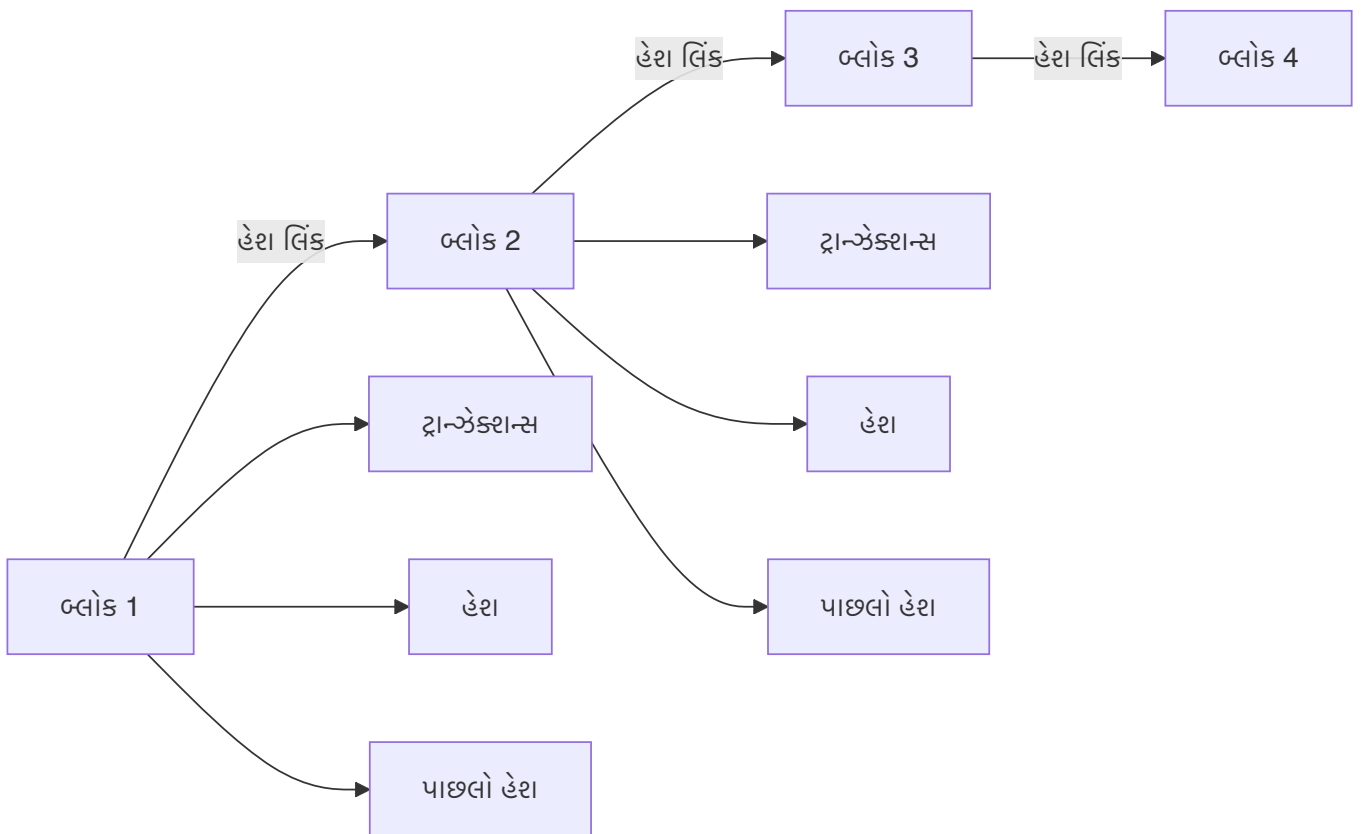 હેશ લિંક
બ્લોક 3
હેશ લિંક
બ્લોક 4
હેશ લિંક
બ્લોક 2
ટ્રાન્ઝેક્શન્સ
ટ્રાન્ઝેક્શન્સ
હેશ
બ્લોક 1
હેશ
પાછલો હેશ
પાછલો હેશ